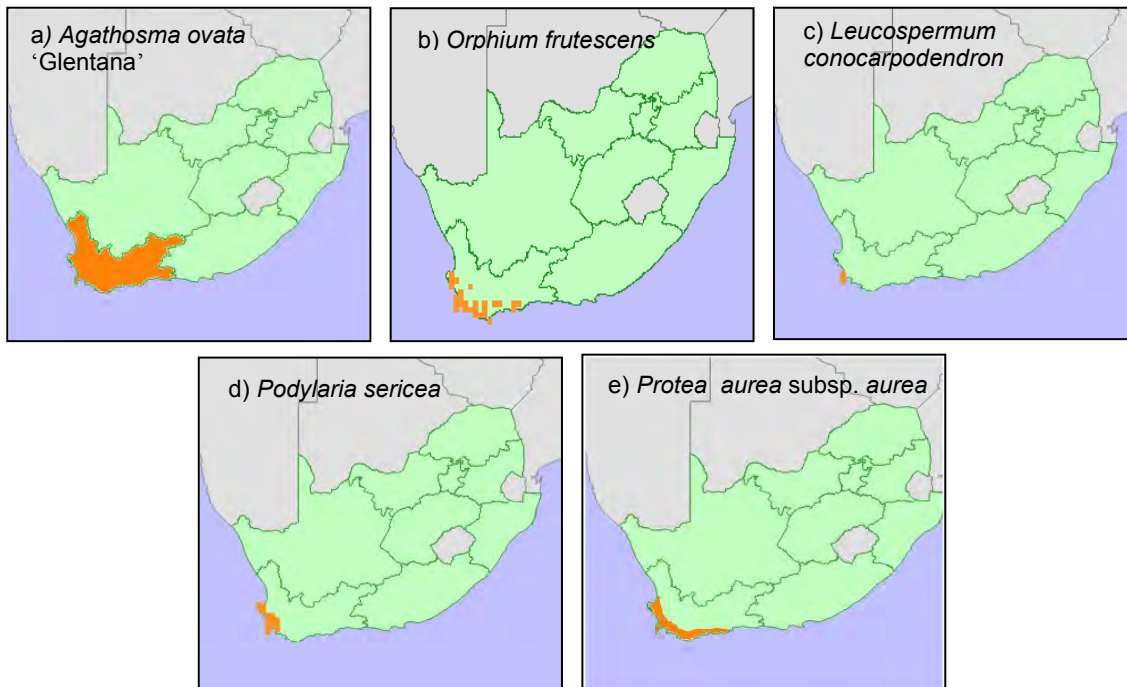 a) Agathosma ovata
‘Glentana’
b) Orphium frutescens
c) Leucospermum
conocarpodendron
d) Podylaria sericea
e) Protea aurea subsp. aurea